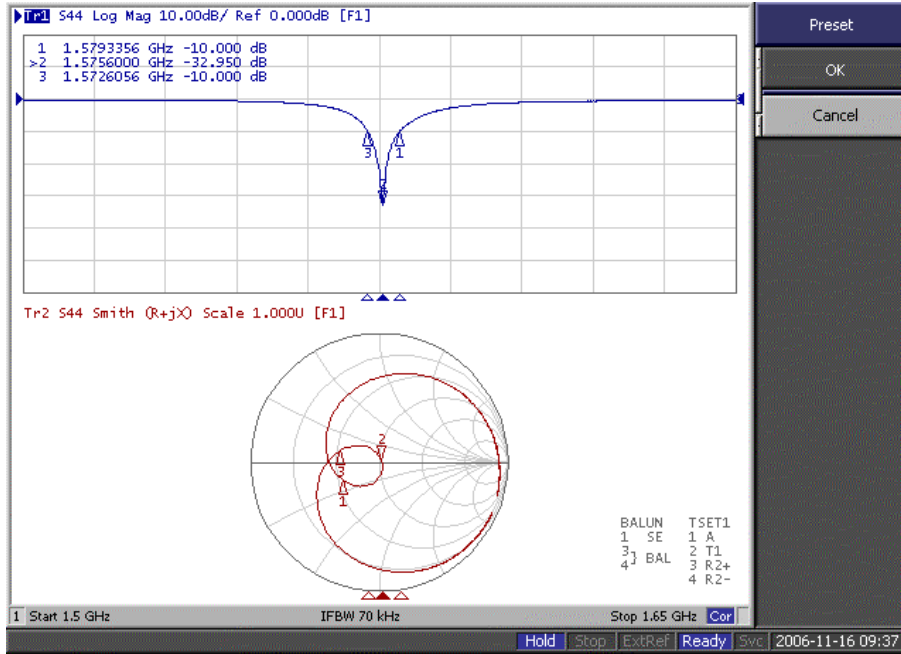 Tr1 S44 Log Mag 10.00dB/ Ref 0.000dB [F1]
1 1.5793356 GHz -10.000 dB
>2 1.5756000 GHz -32.950 dB
3 1.5726056 GHz -10.000 dB
3 1
Tr2 S44 Smith (R+jX) Scale 1.000U [F1]
2
3
1
BALUN TSET1
1 SE 1 A
3 2 T1
4 ] BAL 3 R2+
4 R2-
1 Start 1.5 GHz IFBW 70 kHz Stop 1.65 GHz Cor
Hold Stop ExtRef Ready Svc 2006-11-16 09:37
Preset
OK
Cancel